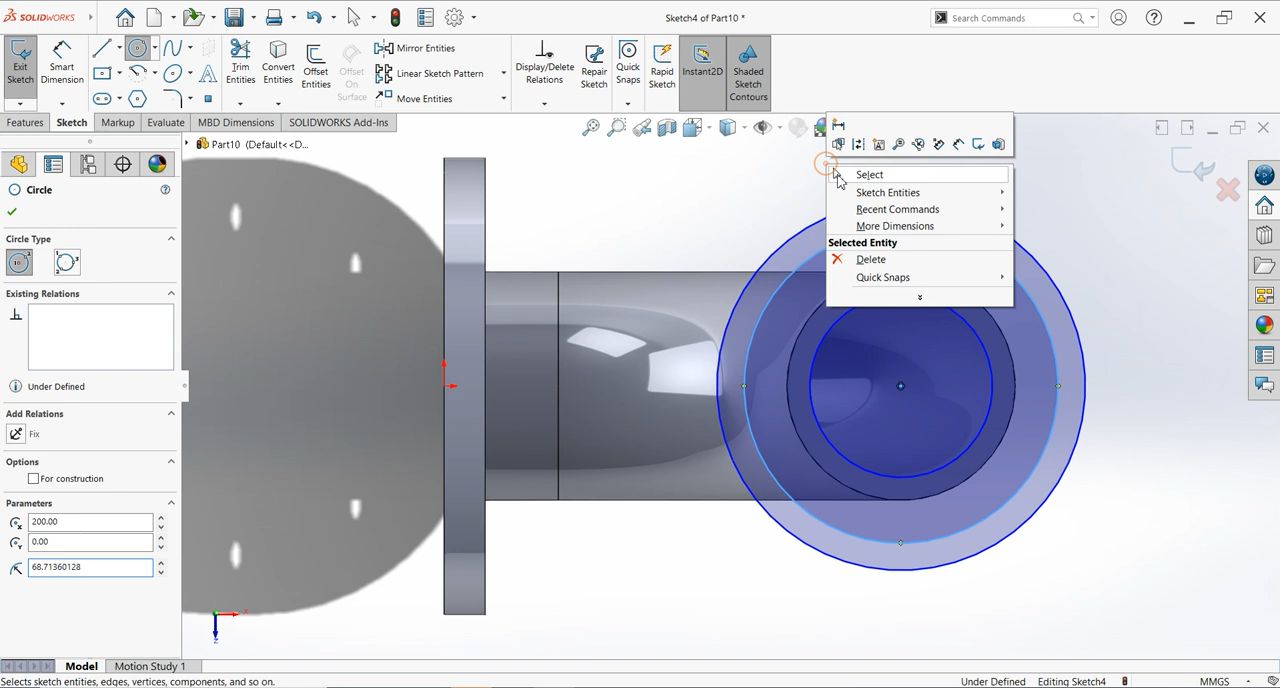 SOLIDWORKS
Sketch4 of Part10 *
Search Commands
Exit Sketch
Smart Dimension
Trim Entities
Convert Entities
Offset Entities
Offset On Surface
Mirror Entities
Linear Sketch Pattern
Move Entities
Display/Delete Relations
Repair Sketch
Quick Snaps
Rapid Sketch
Instant2D
Shaded Sketch Contours
Features
Sketch
Markup
Evaluate
MBD Dimensions
SOLIDWORKS Add-Ins
Part10 (Default<<D...
Circle
Circle Type
Existing Relations
Under Defined
Add Relations
Fix
Options
For construction
Parameters
200.00
0.00
68.71360128
Select
Sketch Entities
Recent Commands
More Dimensions
Selected Entity
Delete
Quick Snaps
Model
Motion Study 1
Selects sketch entities, edges, vertices, components, and so on.
Under Defined
Editing Sketch4
MMGS